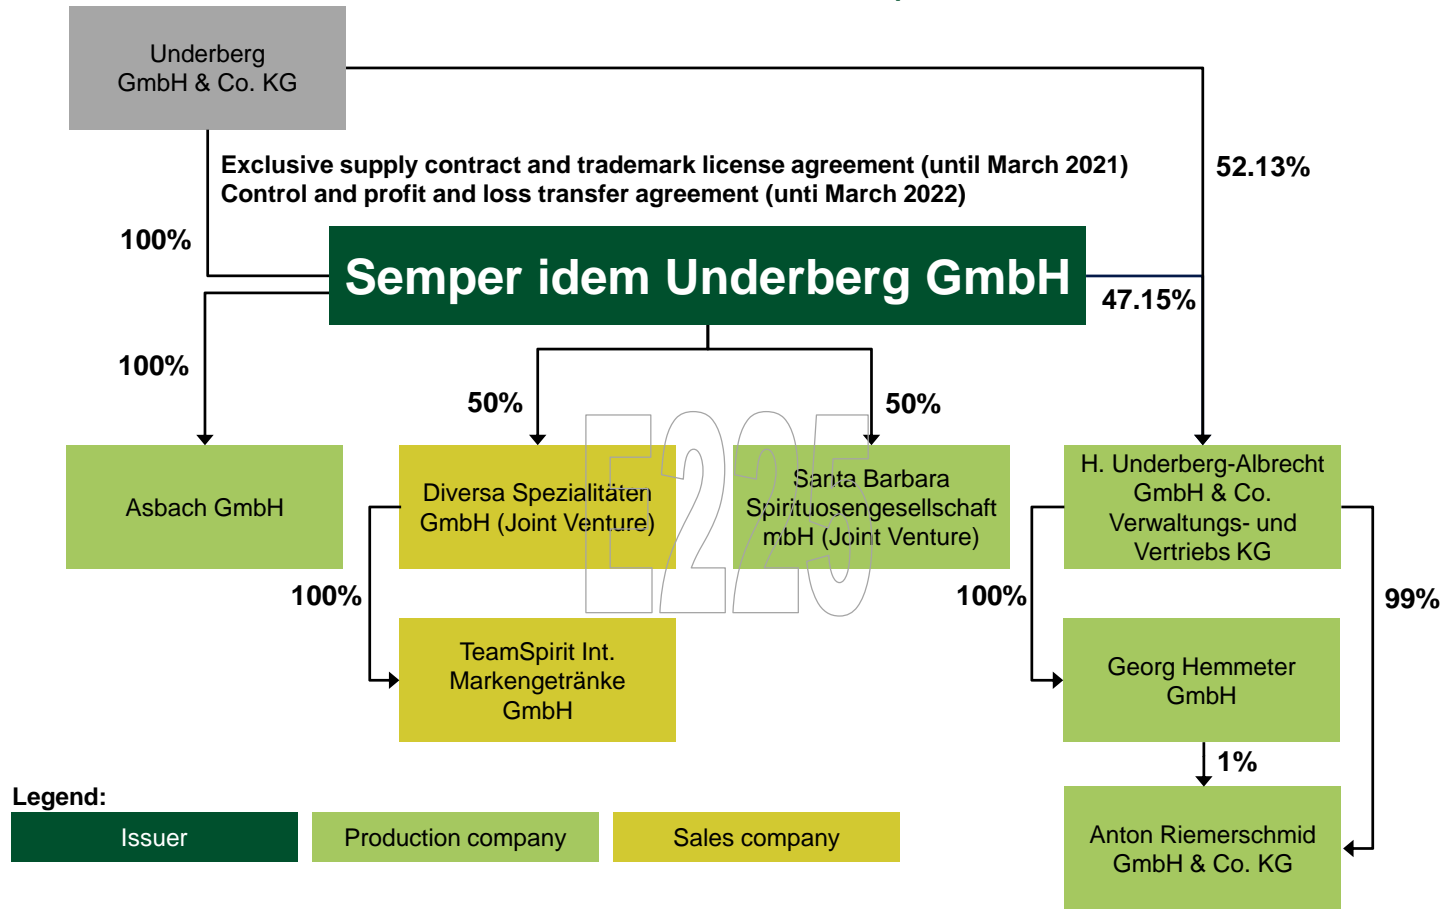 Underberg
GmbH & Co. KG
Exclusive supply contract and trademark license agreement (until March 2021)
Control and profit and loss transfer agreement (unti March 2022)
52.13%
100%
Semper idem Underberg GmbH
47.15%
100%
50%
50%
Asbach GmbH
Diversa Spezialitäten
GmbH (Joint Venture)
Santa Barbara
Spirituosengesellschaft
mbH (Joint Venture)
H. Underberg-Albrecht
GmbH & Co.
Verwaltungs- und
Vertriebs KG
E225
100%
100%
99%
TeamSpirit Int.
Markengetränke
GmbH
Georg Hemmeter
GmbH
1%
Anton Riemerschmid
GmbH & Co. KG
Legend:
Issuer
Production company
Sales company